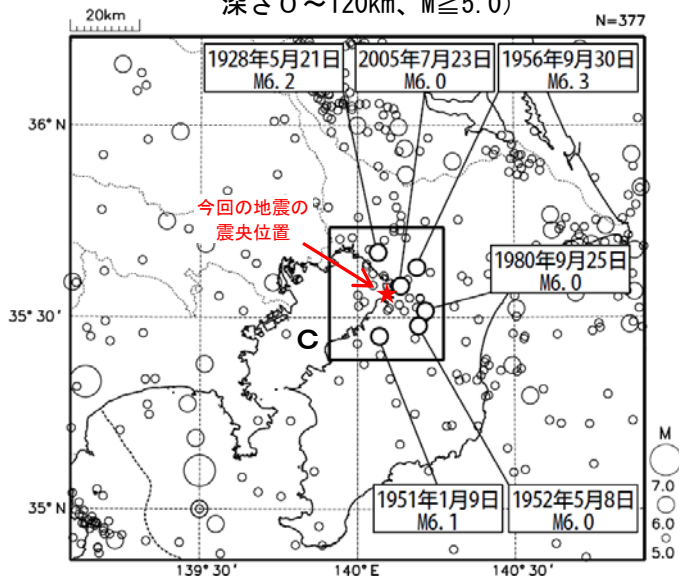 深さ0～120km、M≧5.0)
20km
N=377
1928年5月21日
M6.2
2005年7月23日
M6.0
1956年9月30日
M6.3
36°N
今回の地震の
震央位置
1980年9月25日
M6.0
35°30'
C
M
7.0
6.0
5.0
1951年1月9日
M6.1
1952年5月8日
M6.0
35°N
139°30'
140°E
140°30'